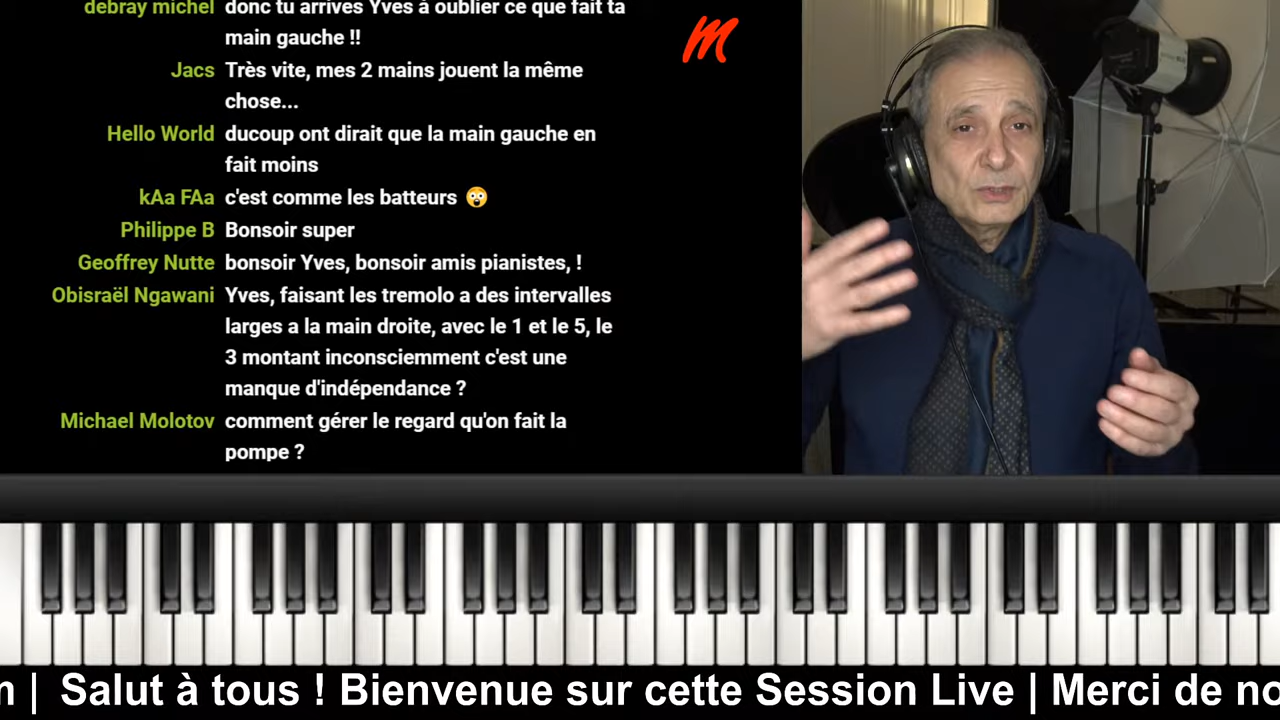 debray michel donc tu arrives Yves à oublier ce que fait ta
main gauche !!
Jacs Très vite, mes 2 mains jouent la même
chose...
Hello World ducoup ont dirait que la main gauche en
fait moins
kAa FAa c'est comme les batteurs 😲
Philippe B Bonsoir super
Geoffrey Nutte bonsoir Yves, bonsoir amis pianistes, !
Obisraël Ngawani Yves, faisant les tremolo a des intervalles
larges a la main droite, avec le 1 et le 5, le
3 montant inconsciemment c'est une
manque d'indépendance ?
Michael Molotov comment gérer le regard qu'on fait la
pompe ?
m
m | Salut à tous ! Bienvenue sur cette Session Live | Merci de no